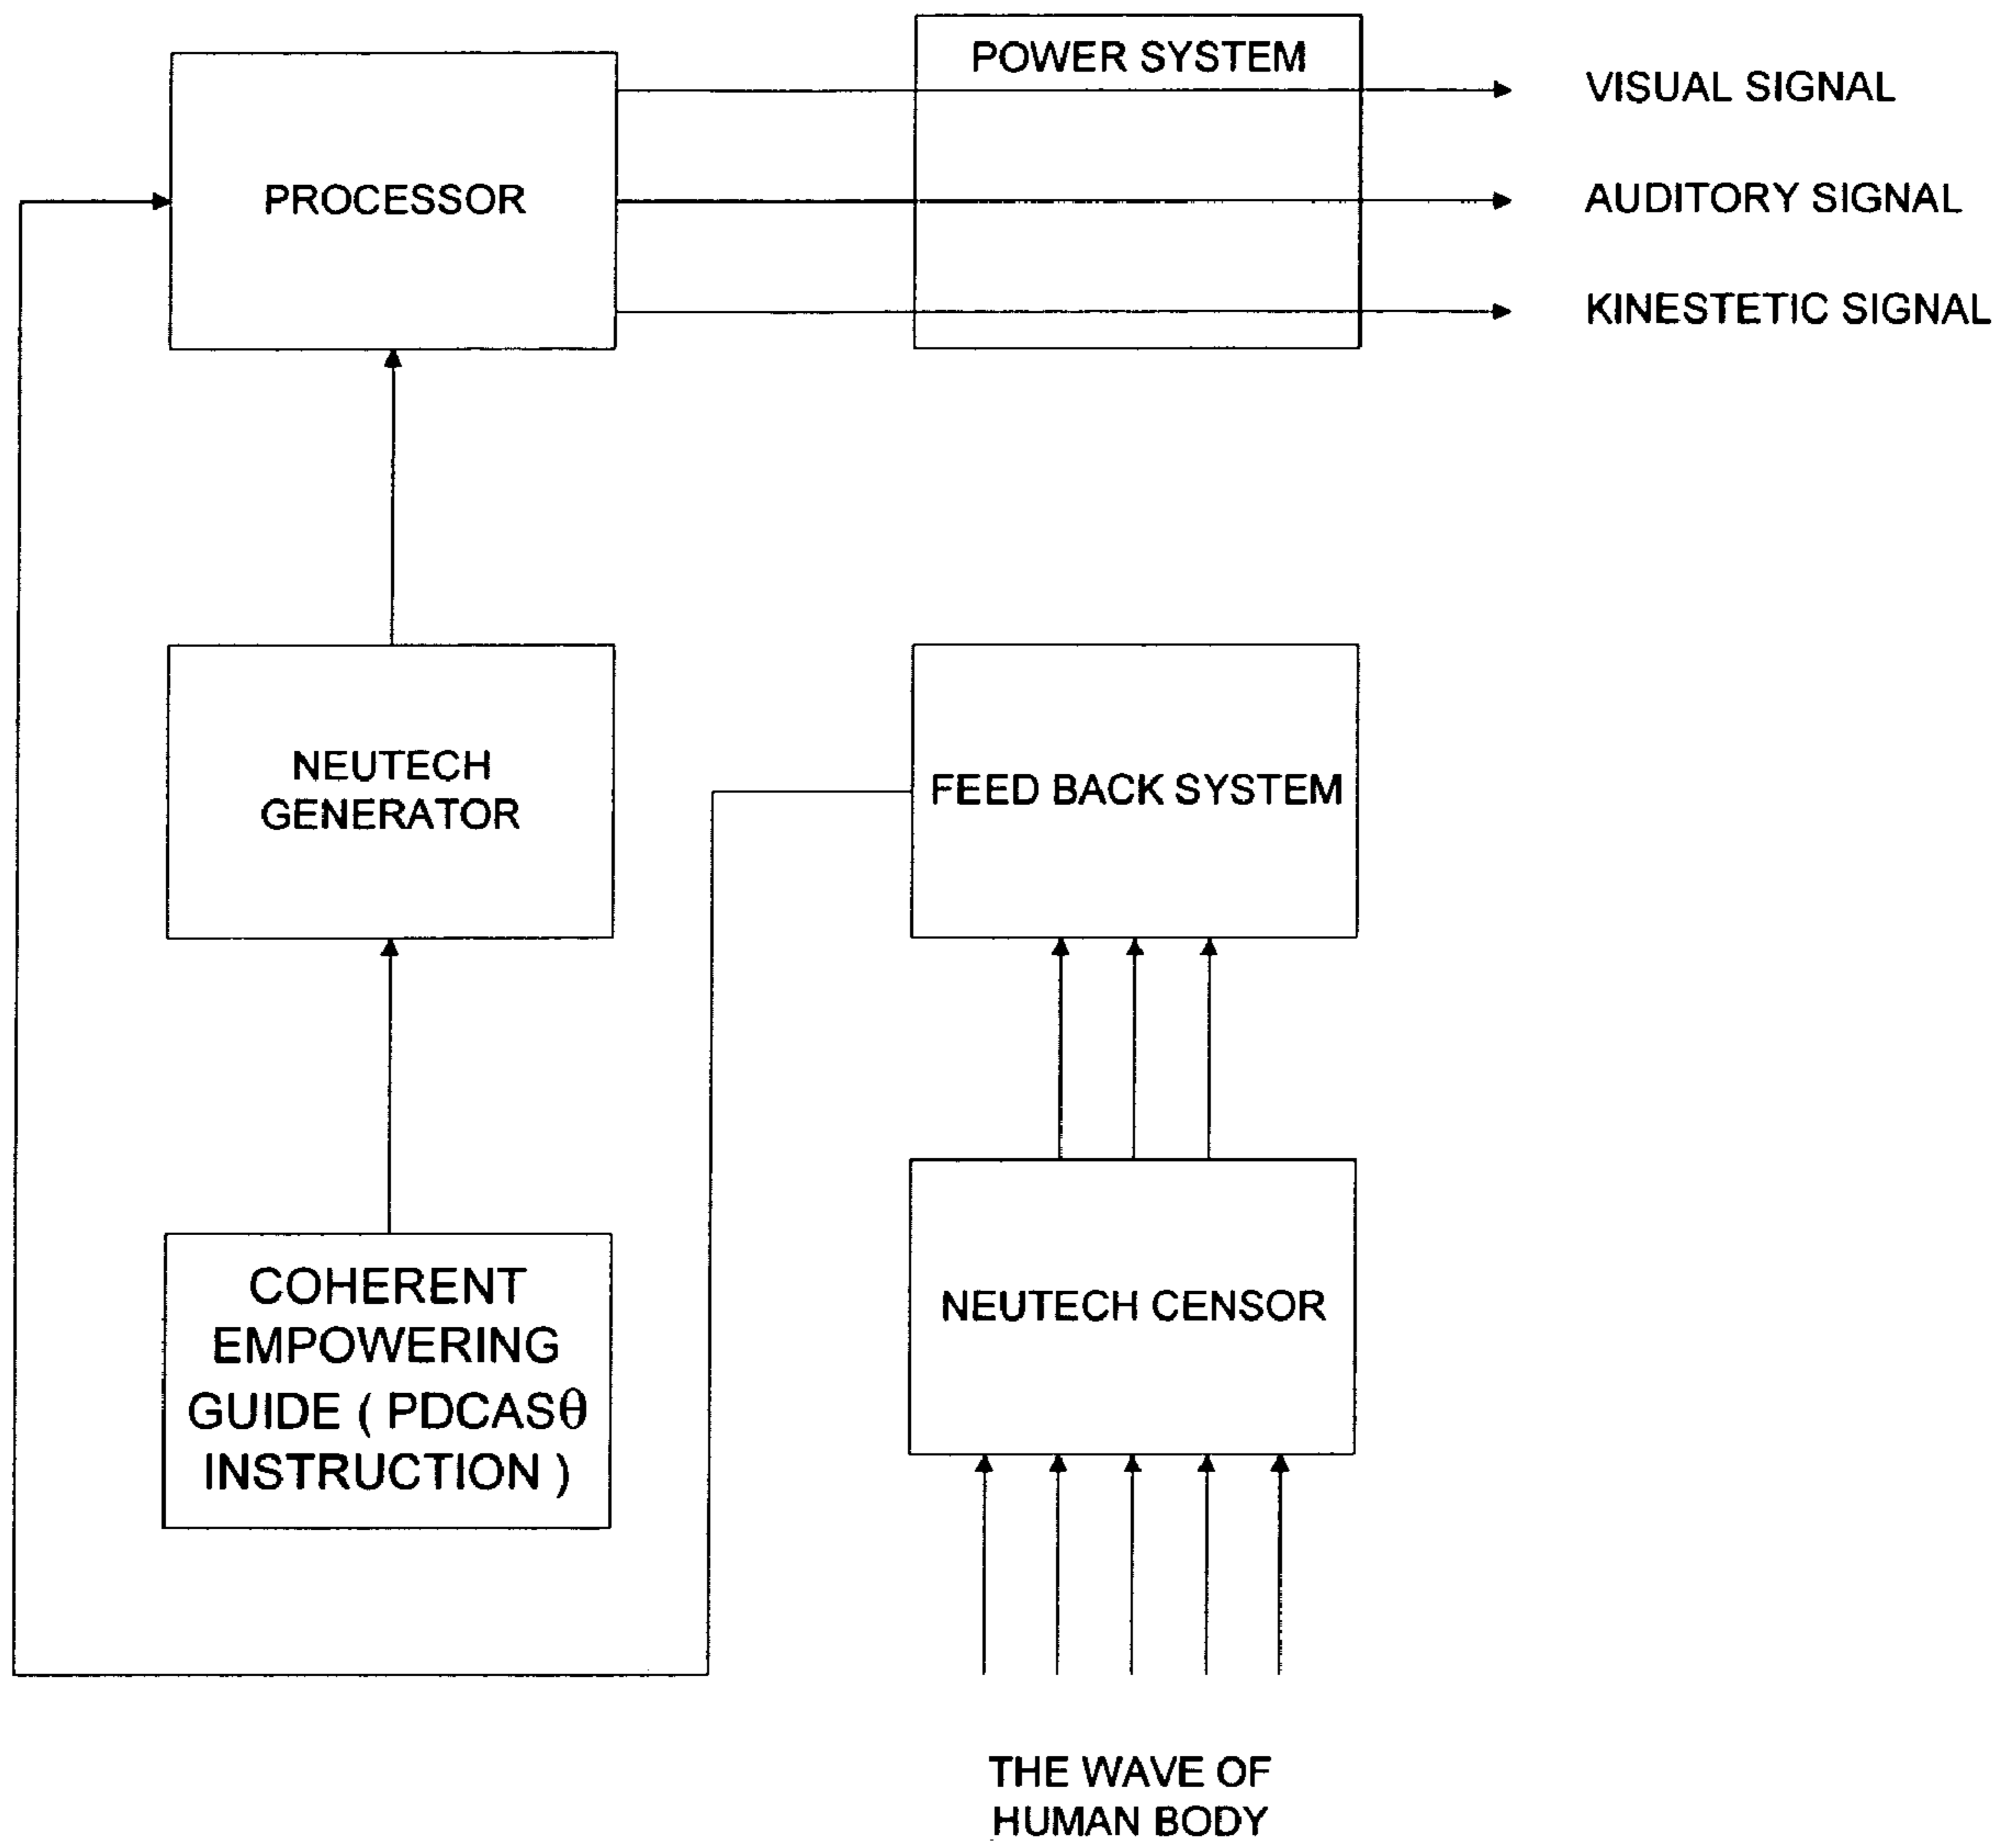 POWER SYSTEM
VISUAL SIGNAL
PROCESSOR
AUDITORY SIGNAL
KINESTETIC SIGNAL
NEUTECH
GENERATOR
FEED BACK SYSTEM
COHERENT
EMPOWERING
GUIDE ( PDCASθ
INSTRUCTION )
NEUTECH CENSOR
THE WAVE OF
HUMAN BODY